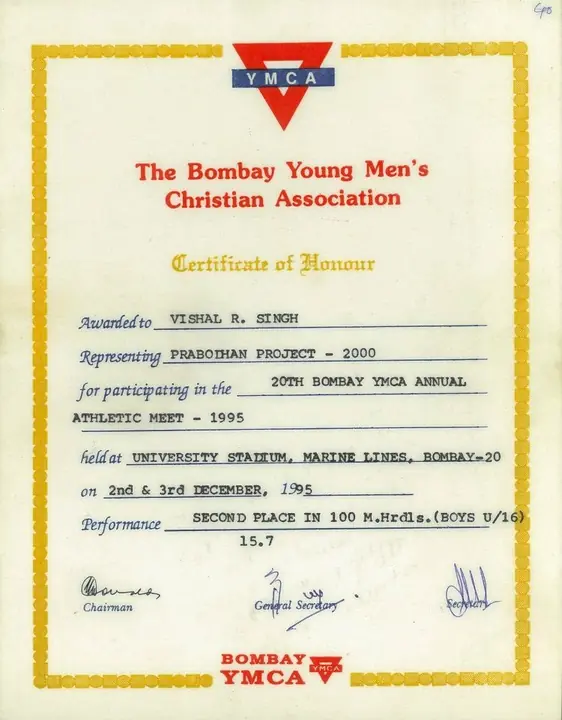 Gpo
YMCA
The Bombay Young Men's
Christian Association
Certificate of Honour
Awarded to VISHAL R. SINGH
Representing PRABODHAN PROJECT - 2000
for participating in the 20TH BOMBAY YMCA ANNUAL
ATHLETIC MEET - 1995
held at UNIVERSITY STADIUM, MARINE LINES, BOMBAY-20
on 2nd & 3rd DECEMBER, 1995
Performance SECOND PLACE IN 100 M.Hrdls.(BOYS U/16)
15.7
Chairman General Secretary Secretary
BOMBAY
YMCA YMCA